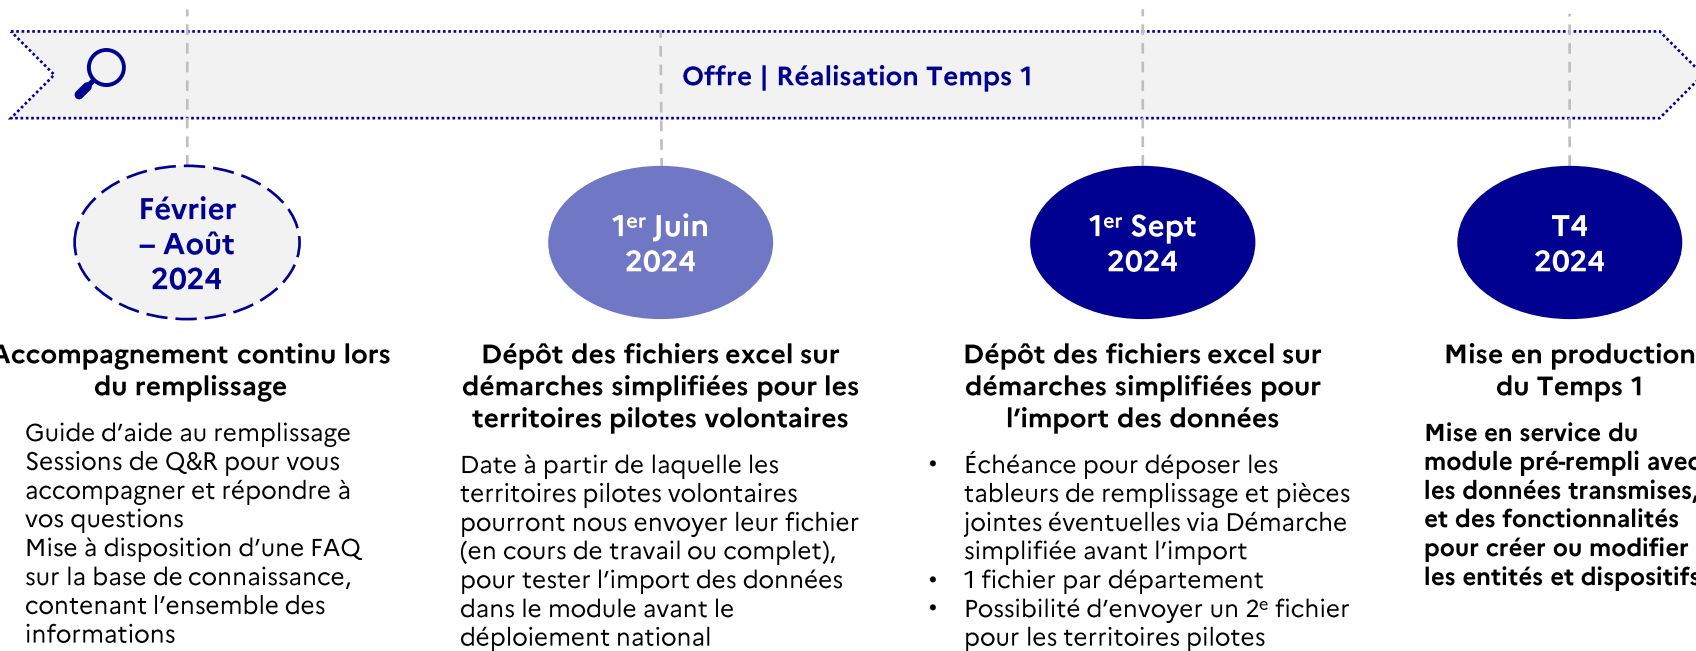 Offre | Réalisation Temps 1
Février
– Août
2024
Accompagnement continu lors
du remplissage
Guide d’aide au remplissage
Sessions de Q&R pour vous
accompagner et répondre à
vos questions
Mise à disposition d’une FAQ
sur la base de connaissance,
contenant l’ensemble des
informations
1er Juin
2024
Dépôt des fichiers excel sur
démarches simplifiées pour les
territoires pilotes volontaires
Date à partir de laquelle les
territoires pilotes volontaires
pourront nous envoyer leur fichier
(en cours de travail ou complet),
pour tester l’import des données
dans le module avant le
déploiement national
1er Sept
2024
Dépôt des fichiers excel sur
démarches simplifiées pour
l’import des données
• Échéance pour déposer les
tableurs de remplissage et pièces
jointes éventuelles via Démarche
simplifiée avant l’import
• 1 fichier par département
• Possibilité d’envoyer un 2e fichier
pour les territoires pilotes
T4
2024
Mise en production
du Temps 1
Mise en service du
module pré-rempli avec
les données transmises,
et des fonctionnalités
pour créer ou modifier
les entités et dispositifs